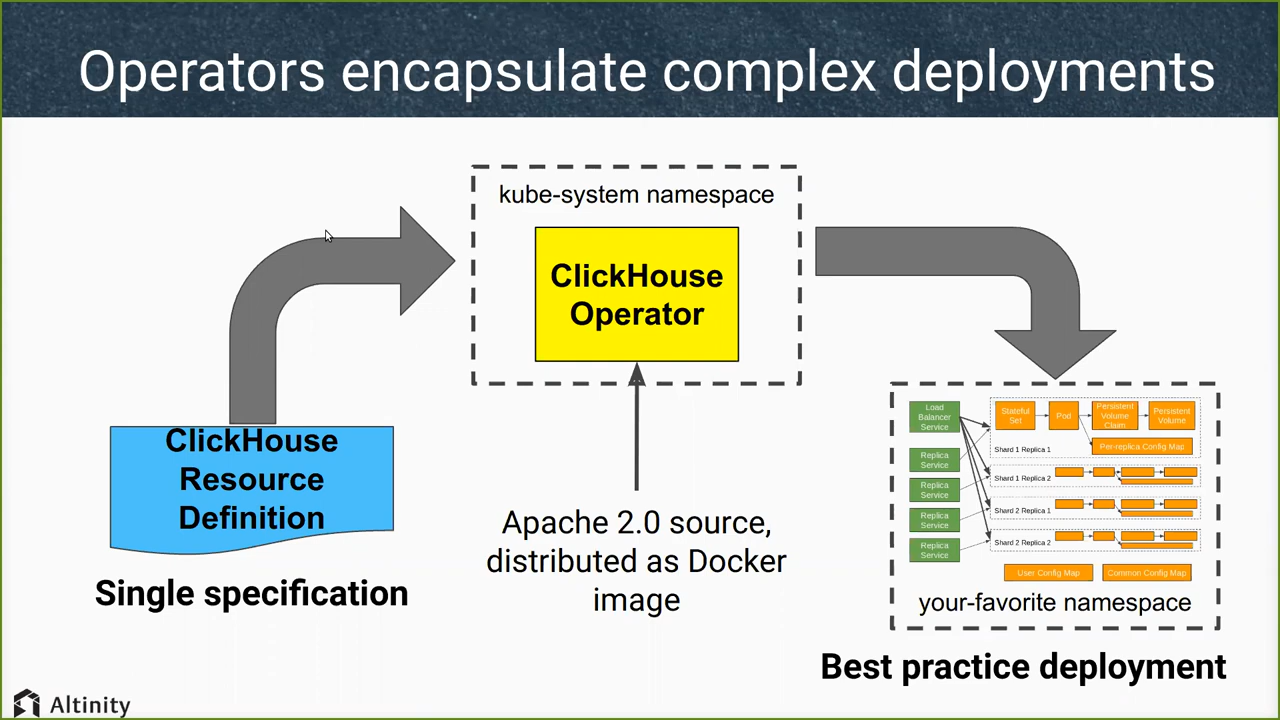 Operators encapsulate complex deployments
kube-system namespace
ClickHouse
Operator
ClickHouse
Resource
Definition
Single specification
Apache 2.0 source,
distributed as Docker
image
Load
Balancer
Service
Replica
Service
Replica
Service
Replica
Service
Replica
Service
Stateful
Set
Pod
Persistent
Volume
Claim
Persistent
Volume
Per-replica Config Map
Shard 1 Replica 1
Shard 1 Replica 2
Shard 2 Replica 1
Shard 2 Replica 2
User Config Map
Common Config Map
your-favorite namespace
Best practice deployment
Altinity